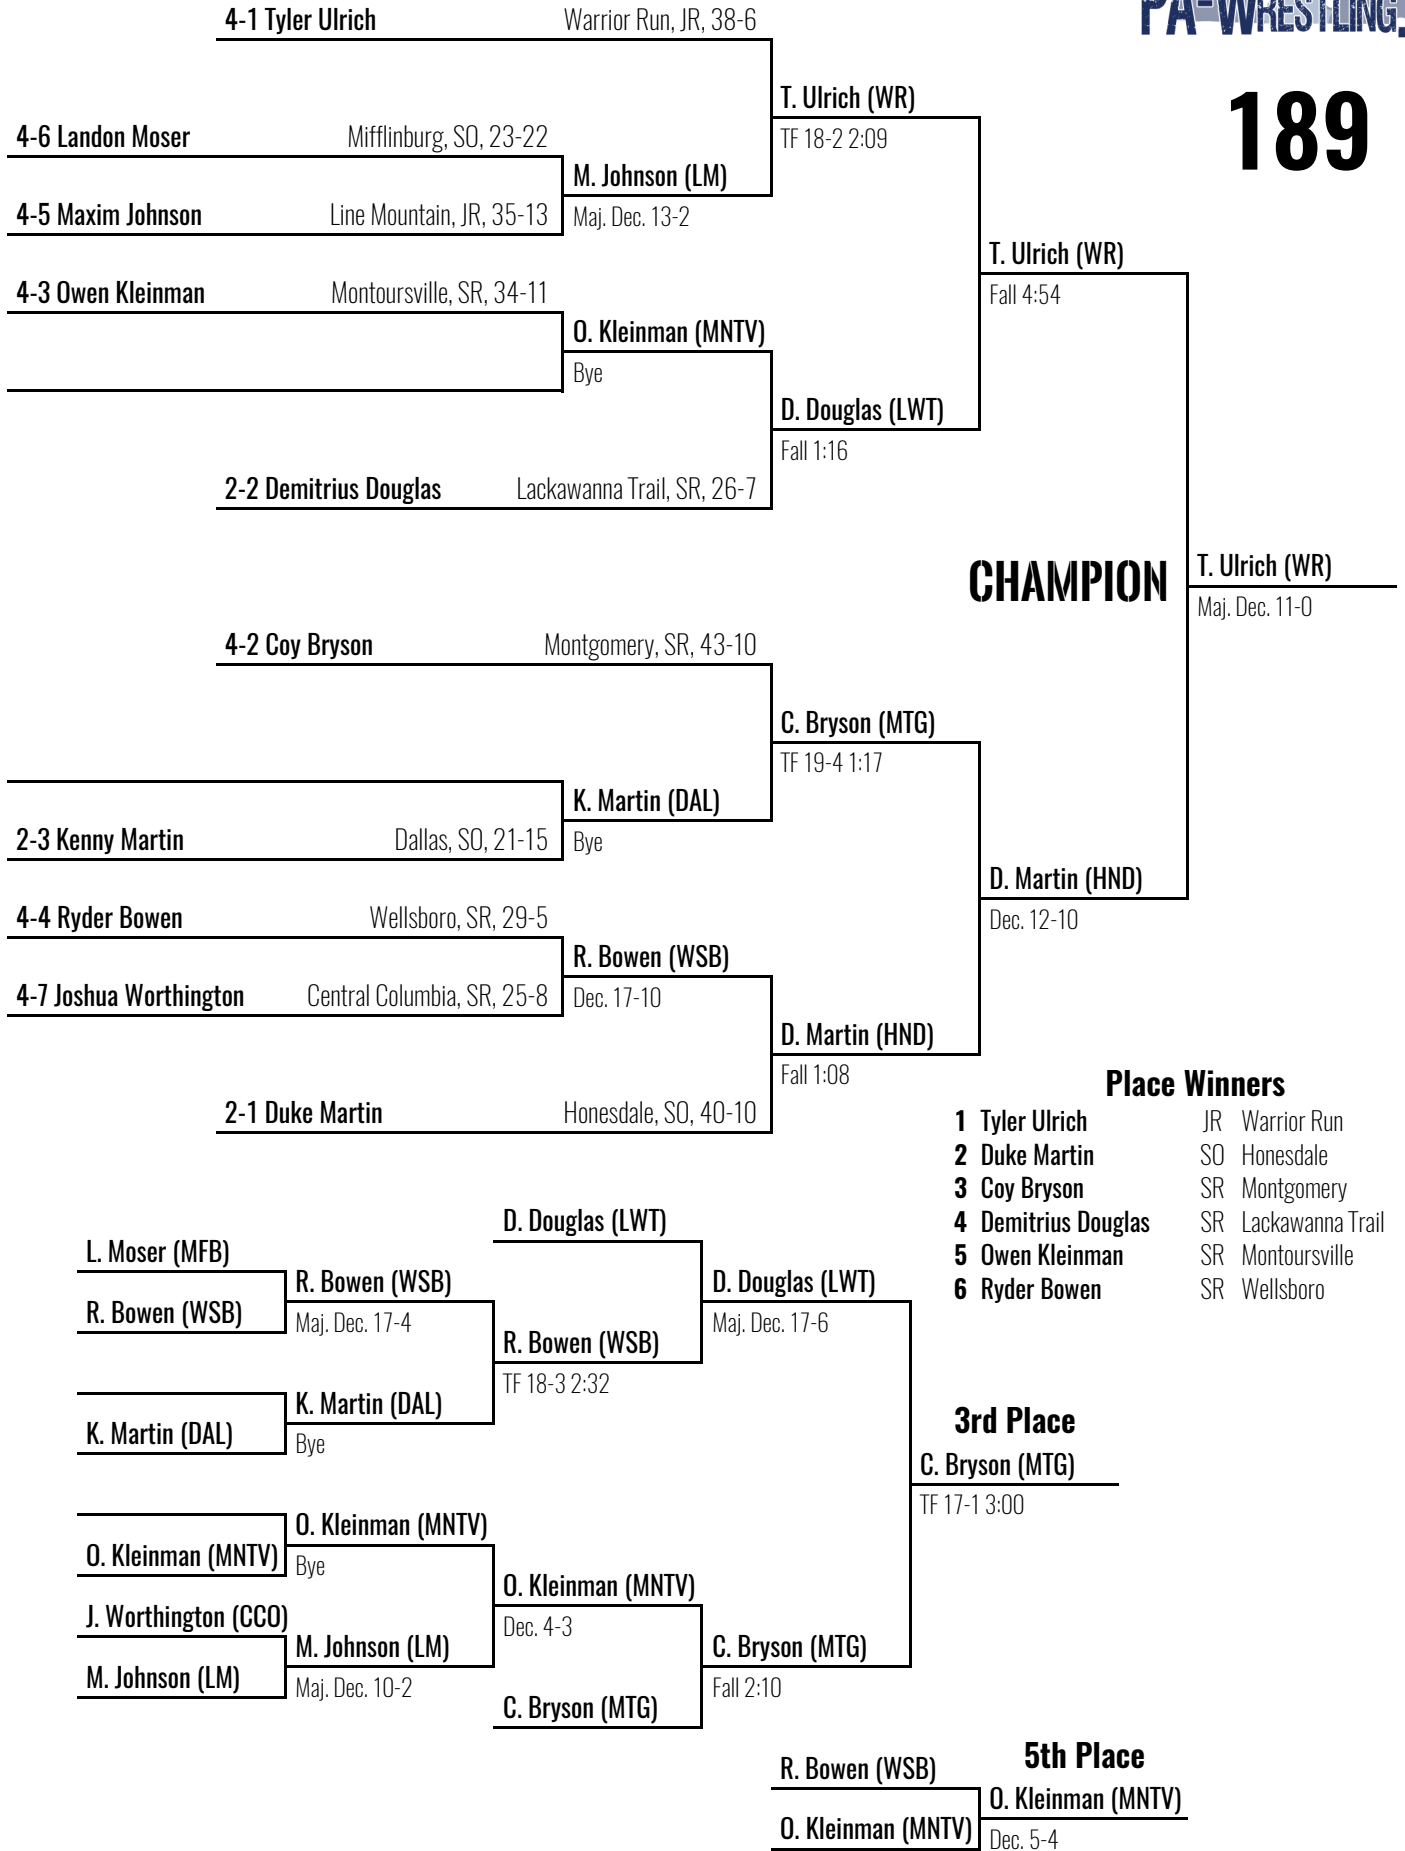 PA-WRESTLING.
189
4-1 Tyler Ulrich Warrior Run, JR, 38-6
T. Ulrich (WR)
TF 18-2 2:09
4-6 Landon Moser Mifflinburg, SO, 23-22
M. Johnson (LM)
Maj. Dec. 13-2
4-5 Maxim Johnson Line Mountain, JR, 35-13
T. Ulrich (WR)
Fall 4:54
4-3 Owen Kleinman Montoursville, SR, 34-11
O. Kleinman (MNTV)
Bye
D. Douglas (LWT)
Fall 1:16
2-2 Demitrius Douglas Lackawanna Trail, SR, 26-7
CHAMPION
T. Ulrich (WR)
Maj. Dec. 11-0
4-2 Coy Bryson Montgomery, SR, 43-10
C. Bryson (MTG)
TF 19-4 1:17
K. Martin (DAL)
Bye
2-3 Kenny Martin Dallas, SO, 21-15
D. Martin (HND)
Dec. 12-10
4-4 Ryder Bowen Wellsboro, SR, 29-5
R. Bowen (WSB)
Dec. 17-10
4-7 Joshua Worthington Central Columbia, SR, 25-8
D. Martin (HND)
Fall 1:08
2-1 Duke Martin Honesdale, SO, 40-10
Place Winners
1 Tyler Ulrich JR Warrior Run
2 Duke Martin SO Honesdale
3 Coy Bryson SR Montgomery
4 Demitrius Douglas SR Lackawanna Trail
5 Owen Kleinman SR Montoursville
6 Ryder Bowen SR Wellsboro
D. Douglas (LWT)
L. Moser (MFB)
R. Bowen (WSB)
Maj. Dec. 17-4
R. Bowen (WSB)
D. Douglas (LWT)
Maj. Dec. 17-6
R. Bowen (WSB)
TF 18-3 2:32
K. Martin (DAL)
Bye
K. Martin (DAL)
3rd Place
C. Bryson (MTG)
TF 17-1 3:00
O. Kleinman (MNTV)
Bye
O. Kleinman (MNTV)
O. Kleinman (MNTV)
Dec. 4-3
J. Worthington (CCO)
M. Johnson (LM)
Maj. Dec. 10-2
M. Johnson (LM)
C. Bryson (MTG)
Fall 2:10
C. Bryson (MTG)
5th Place
R. Bowen (WSB)
O. Kleinman (MNTV)
Dec. 5-4
O. Kleinman (MNTV)